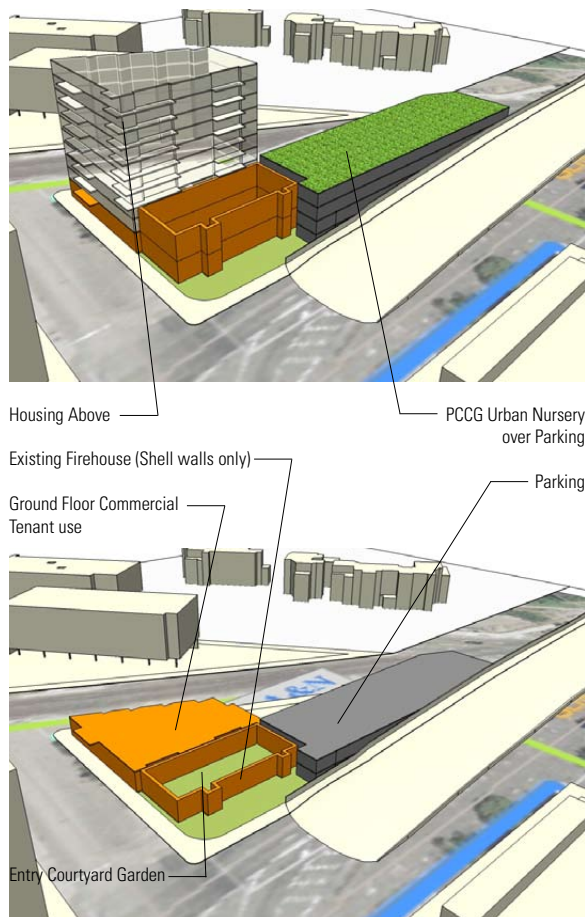 Housing Above
PCCG Urban Nursery
over Parking
Existing Firehouse (Shell walls only)
Parking
Ground Floor Commercial
Tenant use
Entry Courtyard Garden